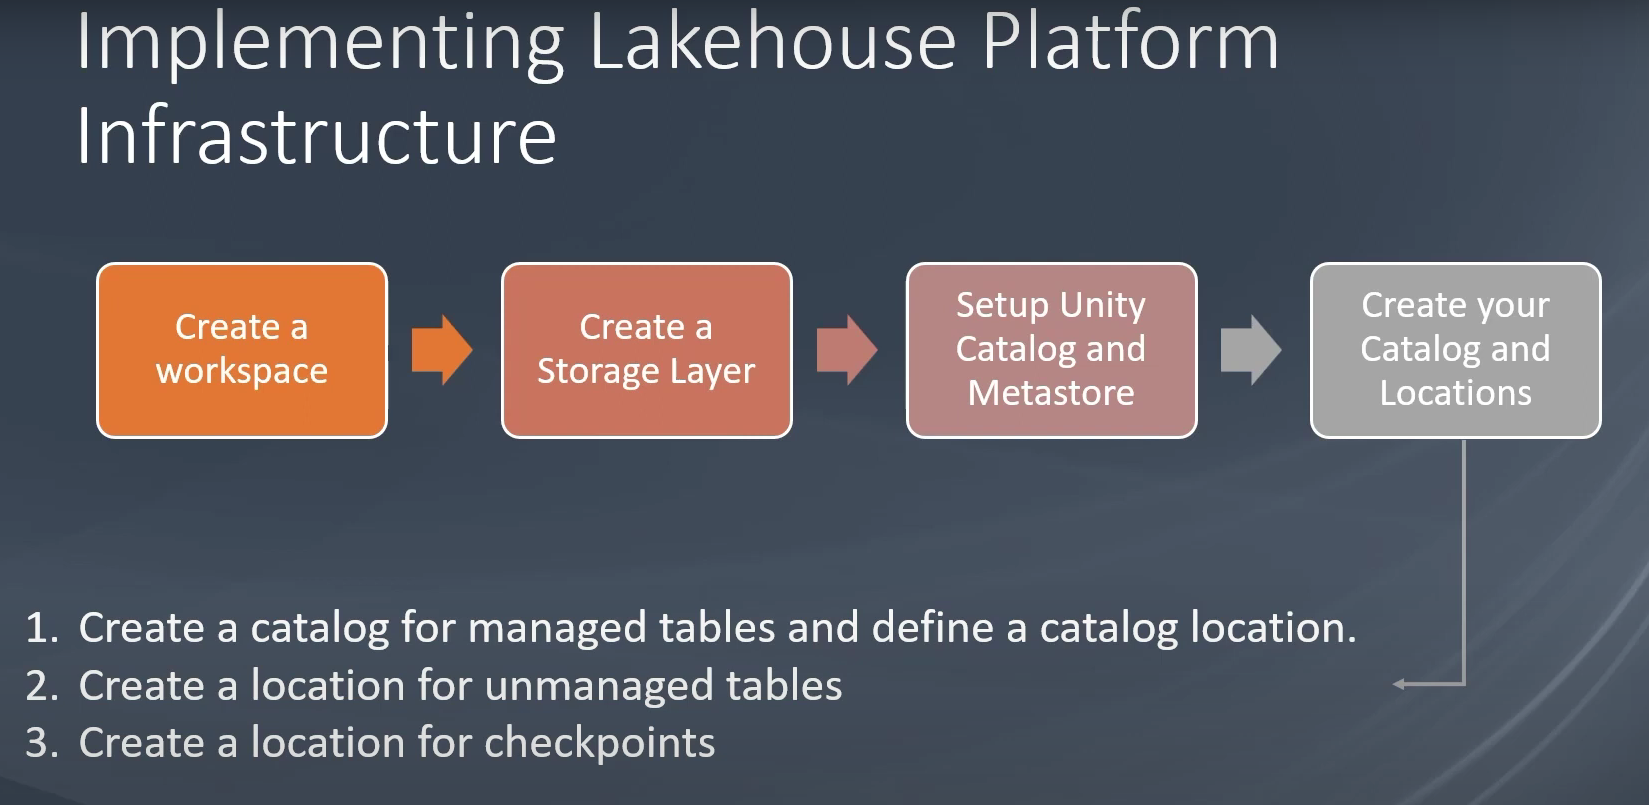 Implementing Lakehouse Platform
Infrastructure
Create a
workspace
Create a
Storage Layer
Setup Unity
Catalog and
Metastore
Create your
Catalog and
Locations
1. Create a catalog for managed tables and define a catalog location.
2. Create a location for unmanaged tables
3. Create a location for checkpoints